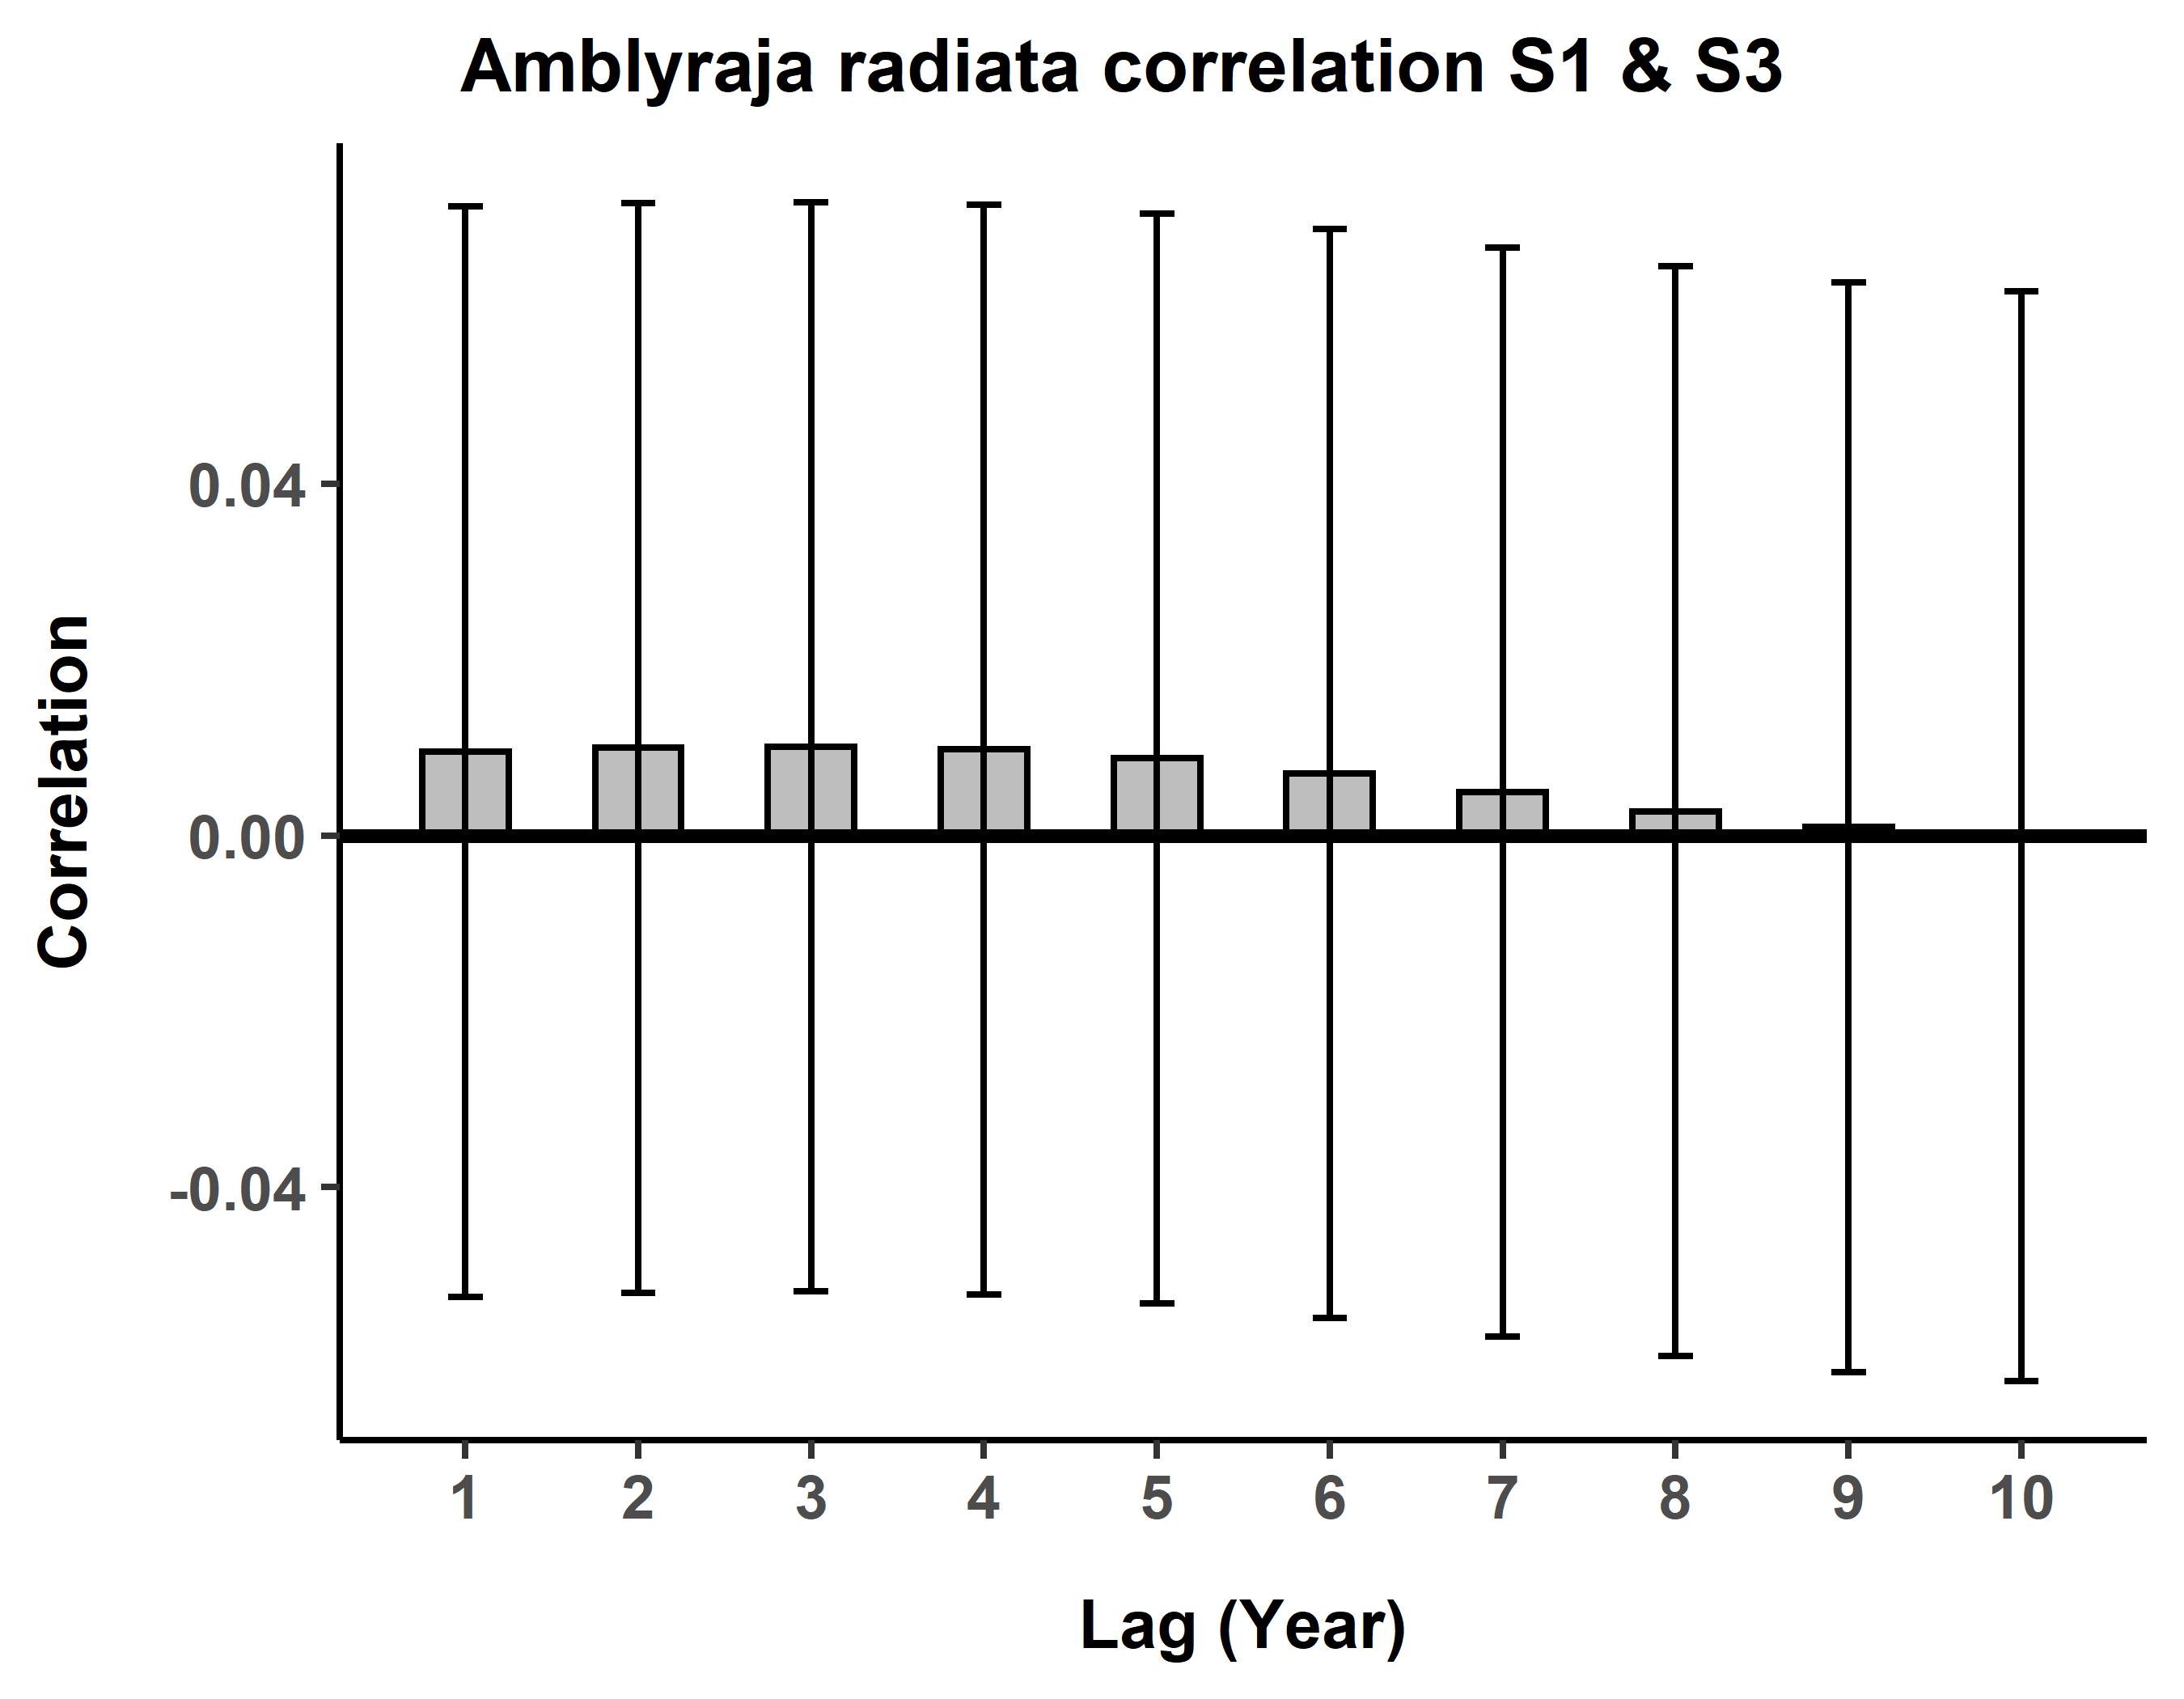 Amblyraja radiata correlation S1 & S3
Correlation
0.04
0.00
-0.04
1 2 3 4 5 6 7 8 9 10
Lag (Year)